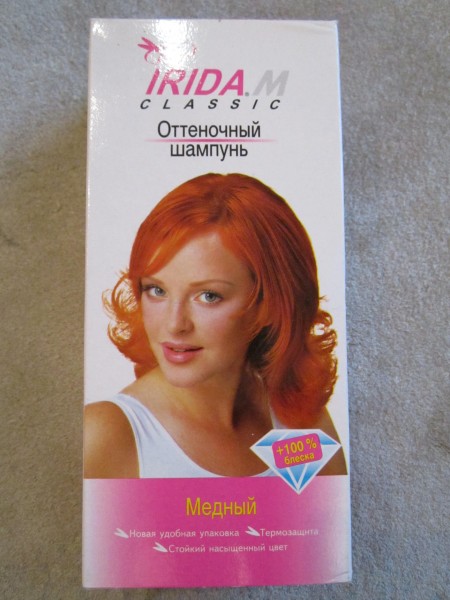 IRIDA.M
CLASSIC
Оттеночный
шампунь
+100 %
блеска
Медный
Новая удобная упаковка Термозащита
Стойкий насыщенный цвет